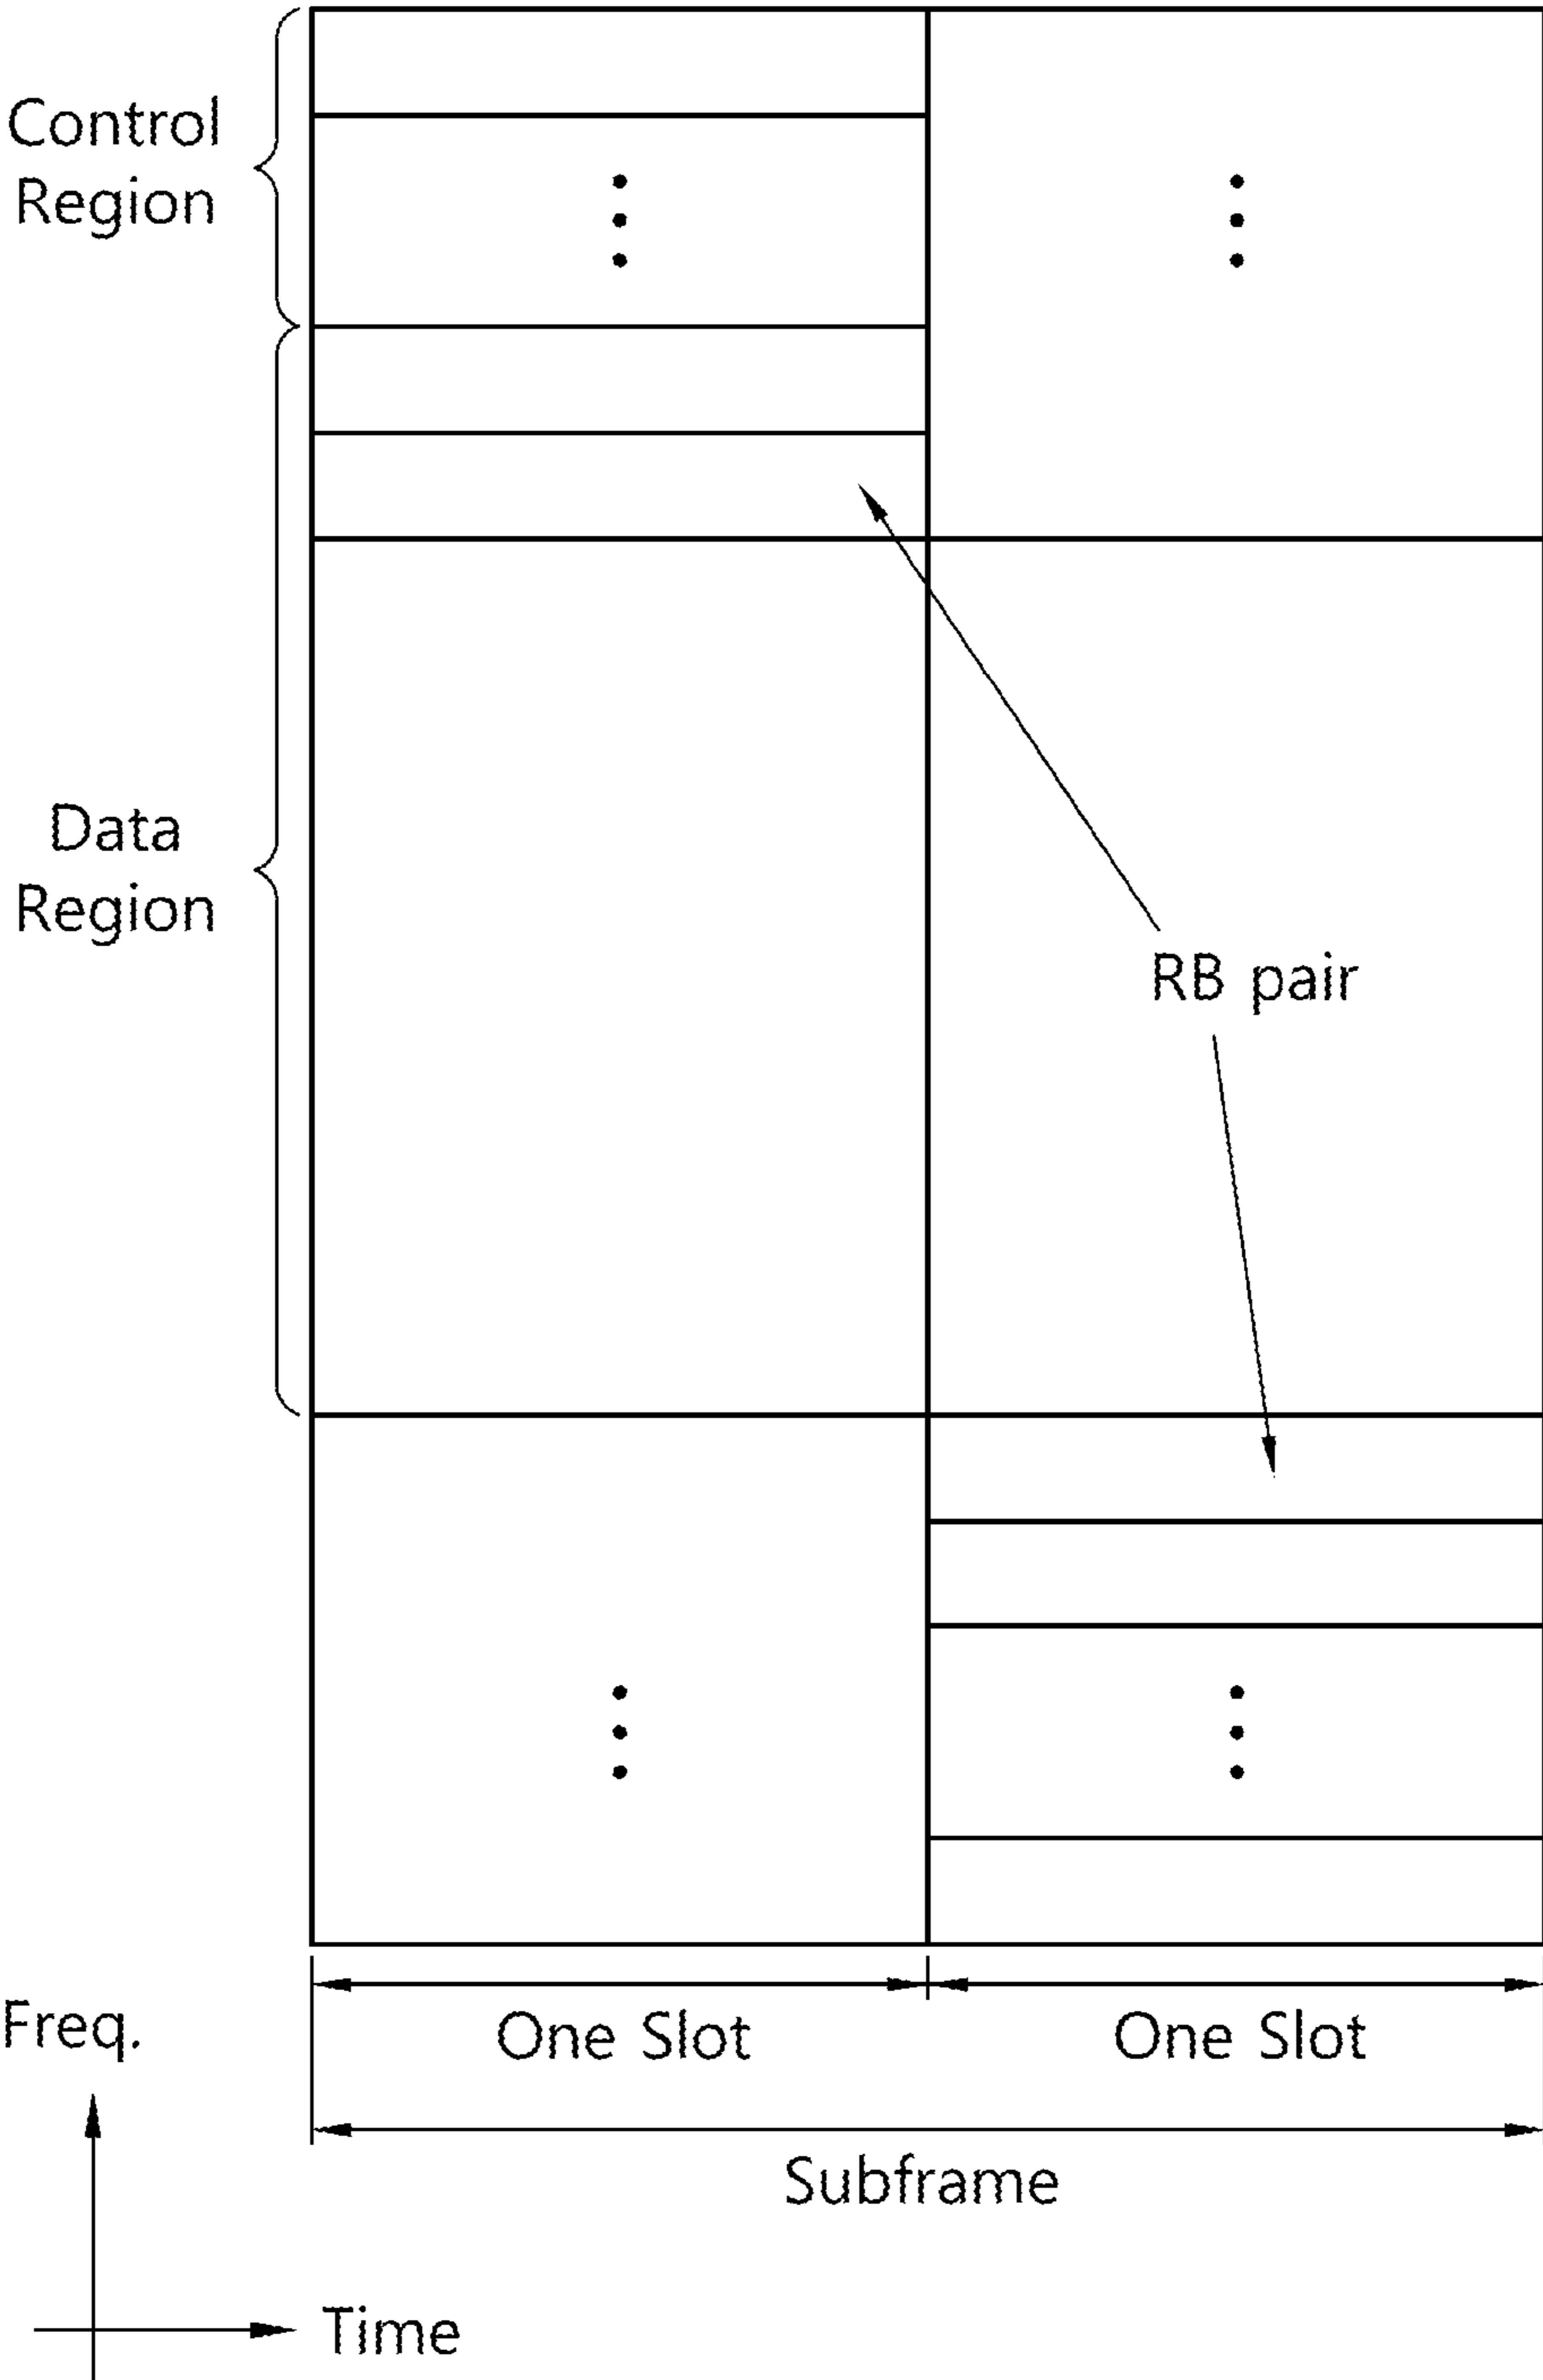 Control
Region
Data
Region
RB pair
One Slot
One Slot
Freq.
Subframe
Time